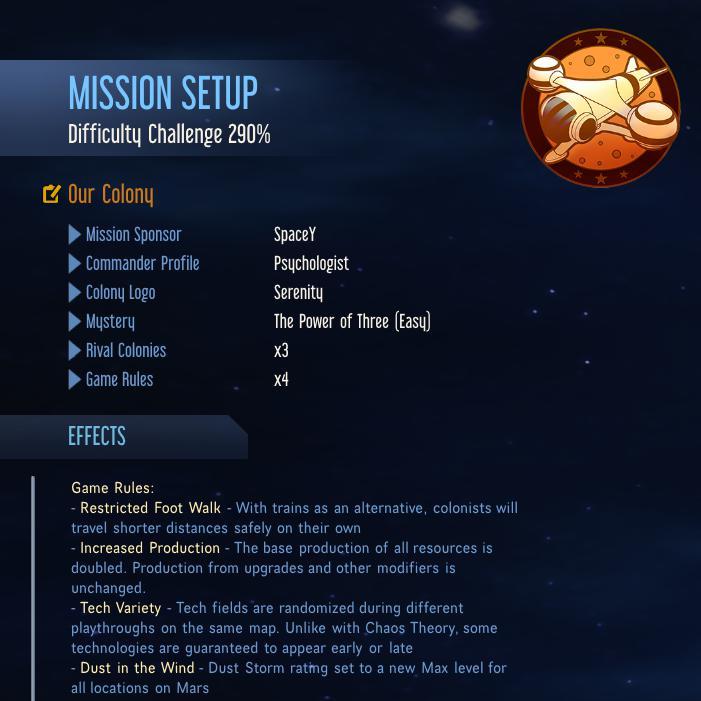 MISSION SETUP
Difficulty Challenge 290%
Our Colony
Mission Sponsor SpaceY
Commander Profile Psychologist
Colony Logo Serenity
Mystery The Power of Three (Easy)
Rival Colonies x3
Game Rules x4
EFFECTS
Game Rules:
- Restricted Foot Walk - With trains as an alternative, colonists will
travel shorter distances safely on their own
- Increased Production - The base production of all resources is
doubled. Production from upgrades and other modifiers is
unchanged.
- Tech Variety - Tech fields are randomized during different
playthroughs on the same map. Unlike with Chaos Theory, some
technologies are guaranteed to appear early or late
- Dust in the Wind - Dust Storm rating set to a new Max level for
all locations on Mars